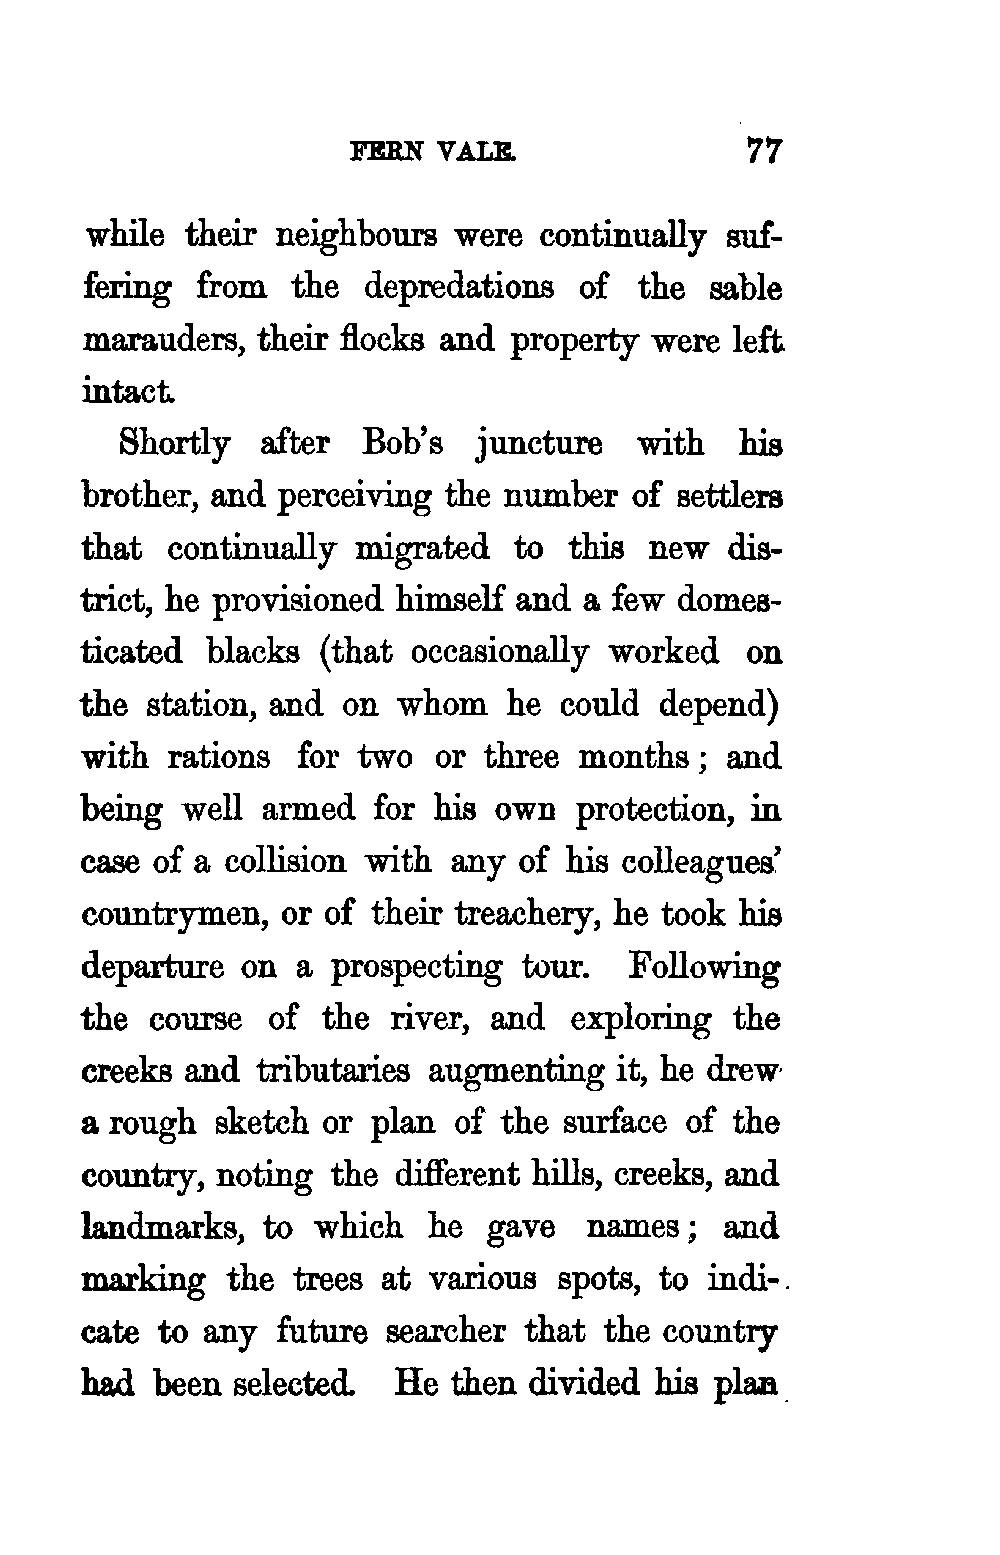 FERN VALE. 77
while their neighbours were continually suf-
fering from the depredations of the sable
marauders, their flocks and property were left
intact.
Shortly after Bob's juncture with his
brother, and perceiving the number of settlers
that continually migrated to this new dis-
trict, he provisioned himself and a few domes-
ticated blacks (that occasionally worked on
the station, and on whom he could depend)
with rations for two or three months; and
being well armed for his own protection, in
case of a collision with any of his colleagues'
countrymen, or of their treachery, he took his
departure on a prospecting tour. Following
the course of the river, and exploring the
creeks and tributaries augmenting it, he drew
a rough sketch or plan of the surface of the
country, noting the different hills, creeks, and
landmarks, to which he gave names; and
marking the trees at various spots, to indi-
cate to any future searcher that the country
had been selected. He then divided his plan